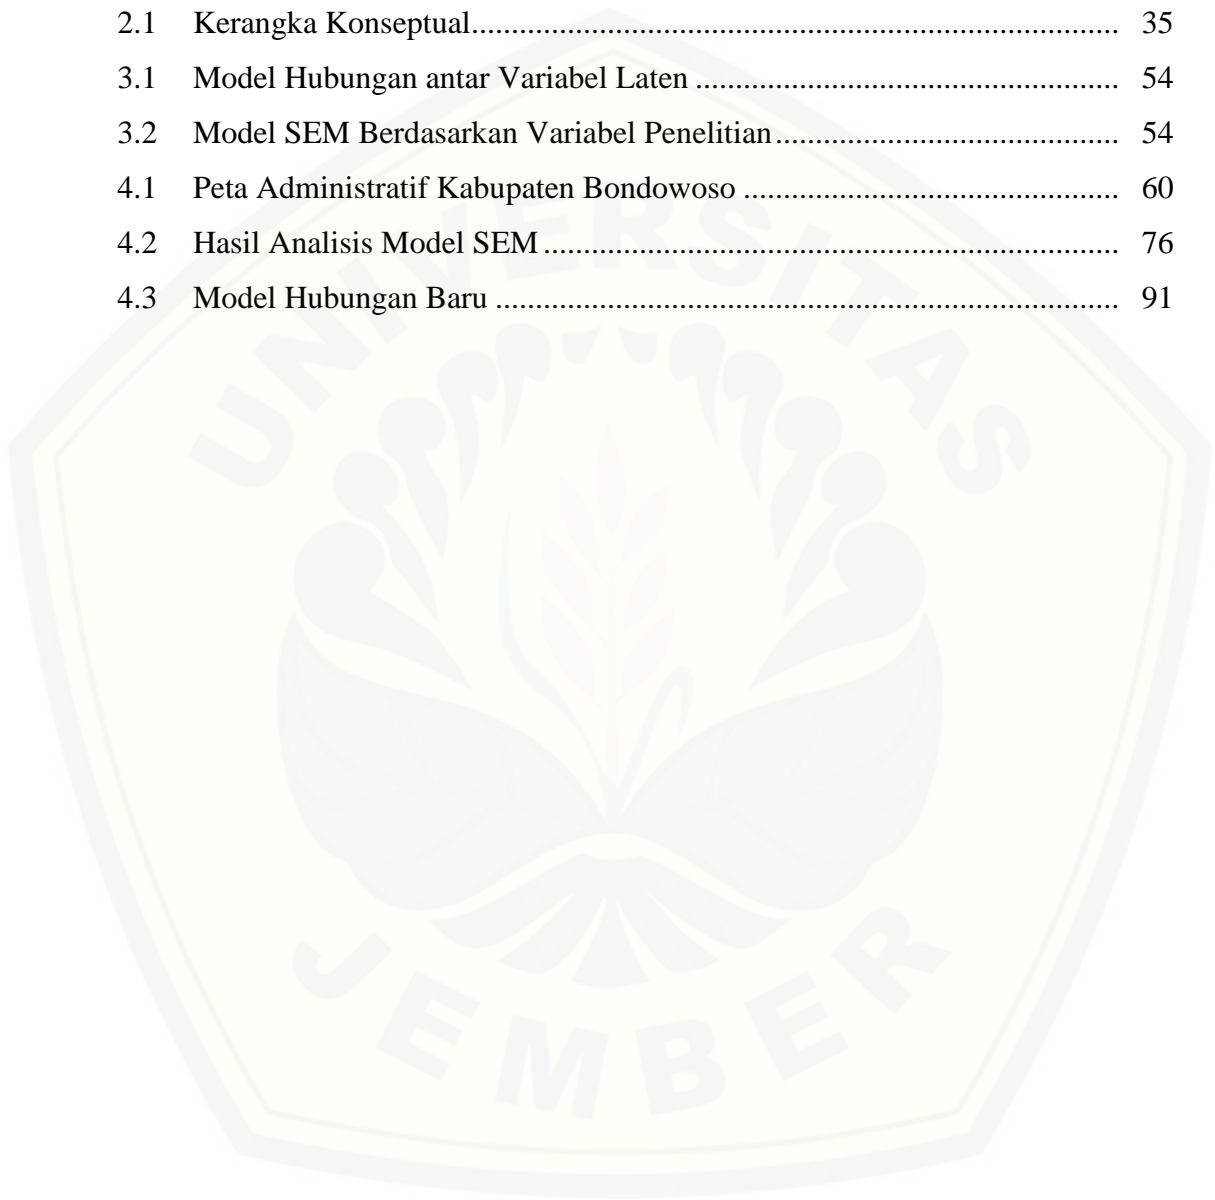 2.1 Kerangka Konseptual................................................................................. 35
3.1 Model Hubungan antar Variabel Laten ..................................................... 54
3.2 Model SEM Berdasarkan Variabel Penelitian........................................... 54
4.1 Peta Administratif Kabupaten Bondowoso ............................................... 60
4.2 Hasil Analisis Model SEM........................................................................ 76
4.3 Model Hubungan Baru .............................................................................. 91
UNIVERSITAS
JEMBER